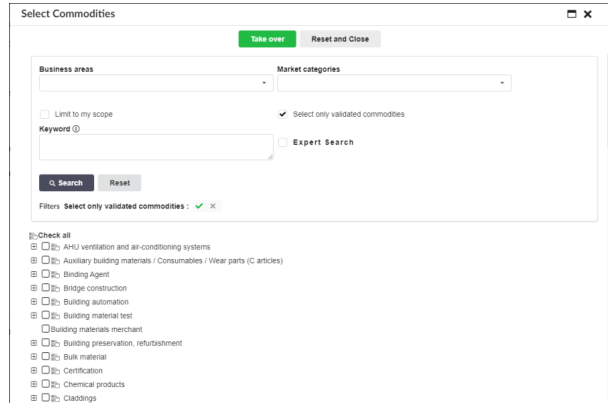 Select Commodities
Take over Reset and Close
Business areas Market categories
Limit to my scope Select only validated commodities
Keyword
Expert Search
Search Reset
Filters Select only validated commodities :
Check all
AHU ventilation and air-conditioning systems
Auxiliary building materials / Consumables / Wear parts (C articles)
Binding Agent
Bridge construction
Building automation
Building material test
Building materials merchant
Building preservation, refurbishment
Bulk material
Certification
Chemical products
Claddings